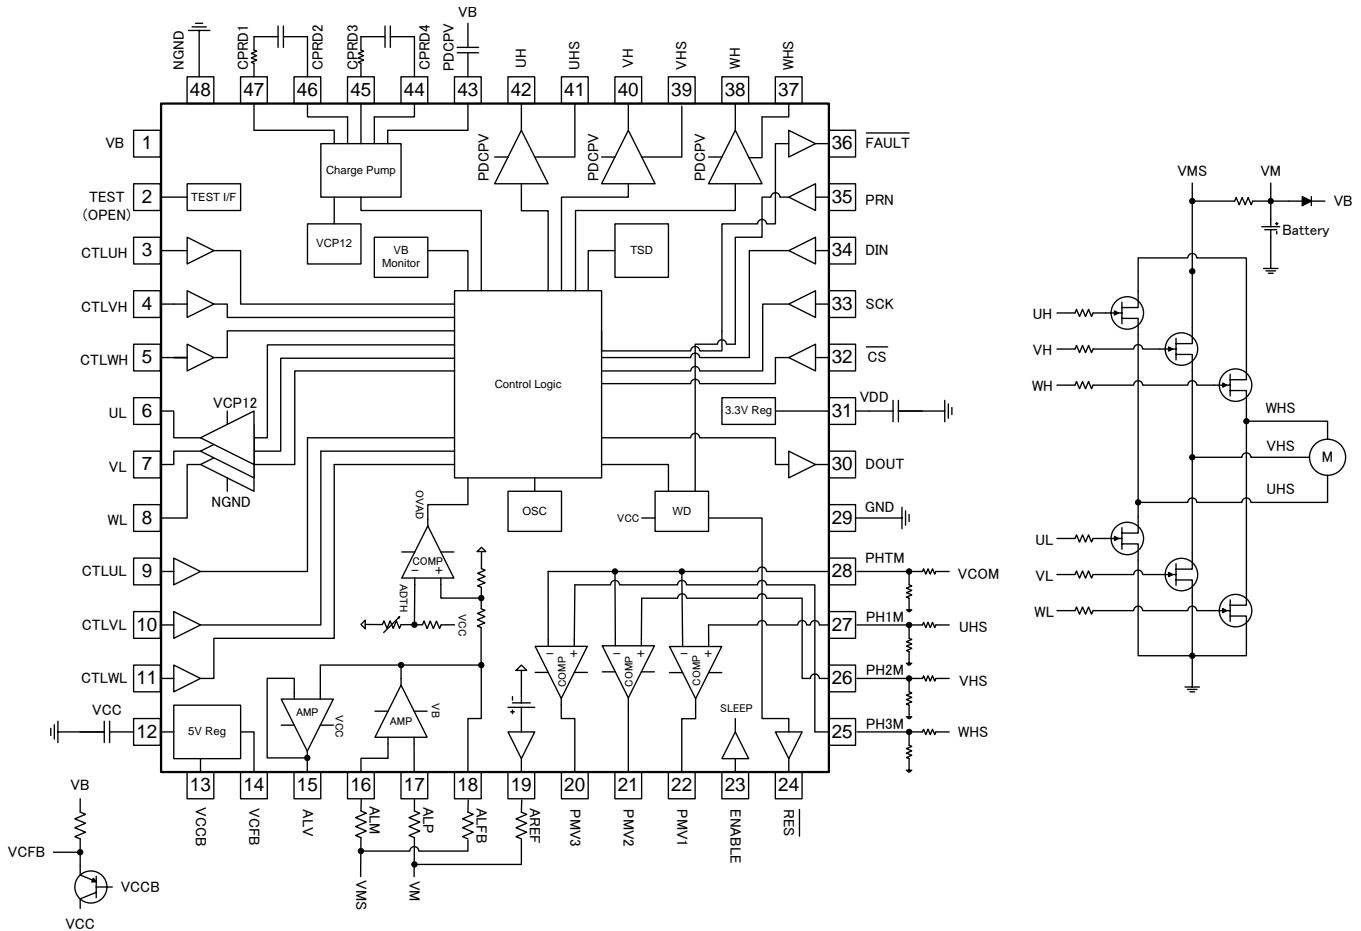 NGND
CPRD1
CPRD2
CPRD3
CPRD4
PDCPV
VB
UH
UHS
VH
VHS
WH
WHS
48
47
46
45
44
43
42
41
40
39
38
37
VB
1
TEST
(OPEN)
2
TEST I/F
CTLUH
3
CTLVH
4
CTLWH
5
UL
6
VL
7
WL
8
CTLUL
9
CTLVL
10
CTLWL
11
VCC
12
5V Reg
Charge Pump
VCP12
VB
Monitor
PDCPV
PDCPV
PDCPV
TSD
Control Logic
VCP12
NGND
OSC
VCC
WD
3.3V Reg
OVAD
COMP
− +
ADTH
VCC
AMP
VCC
AMP
VB
-
+
− +
COMP
− +
COMP
− +
COMP
SLEEP
36
FAULT
35
PRN
34
DIN
33
SCK
32
CS
31
VDD
30
DOUT
29
GND
28
PHTM
VCOM
27
PH1M
UHS
26
PH2M
VHS
25
PH3M
WHS
13
14
15
16
17
18
19
20
21
22
23
24
VCCB
VCFB
ALV
ALM
ALP
ALFB
AREF
PMV3
PMV2
PMV1
ENABLE
RES
VMS
VM
VB
VCFB
VCCB
VCC
VMS
VM
VB
+
Battery
UH
VH
WH
WHS
VHS
UHS
M
UL
VL
WL